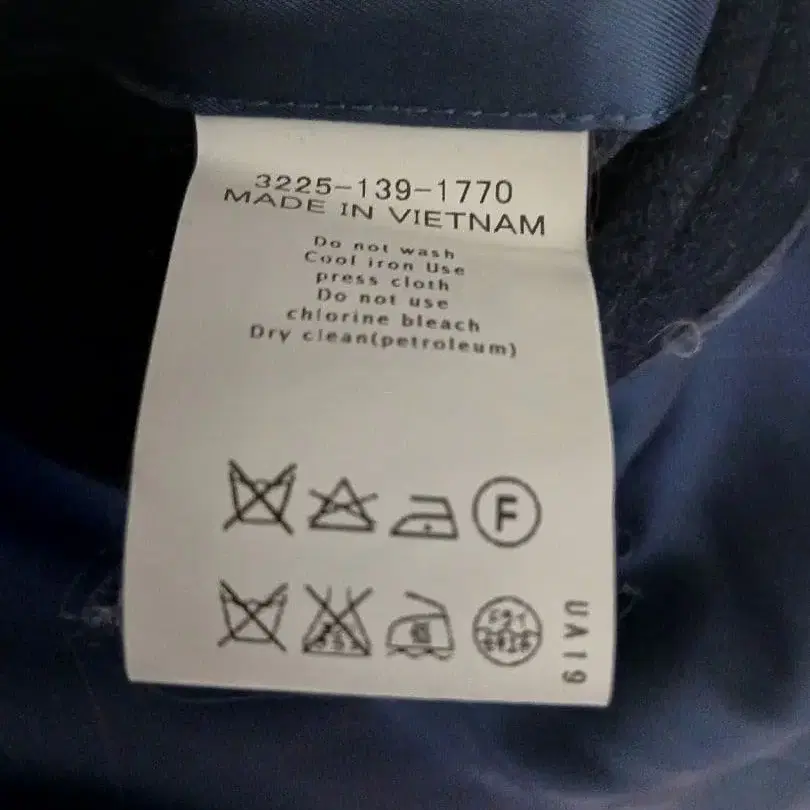 3225-139-1770
MADE IN VIETNAM
Do not wash
Cool iron Use
press cloth
Do not use
chlorine bleach
Dry clean(petroleum)
F
UA19